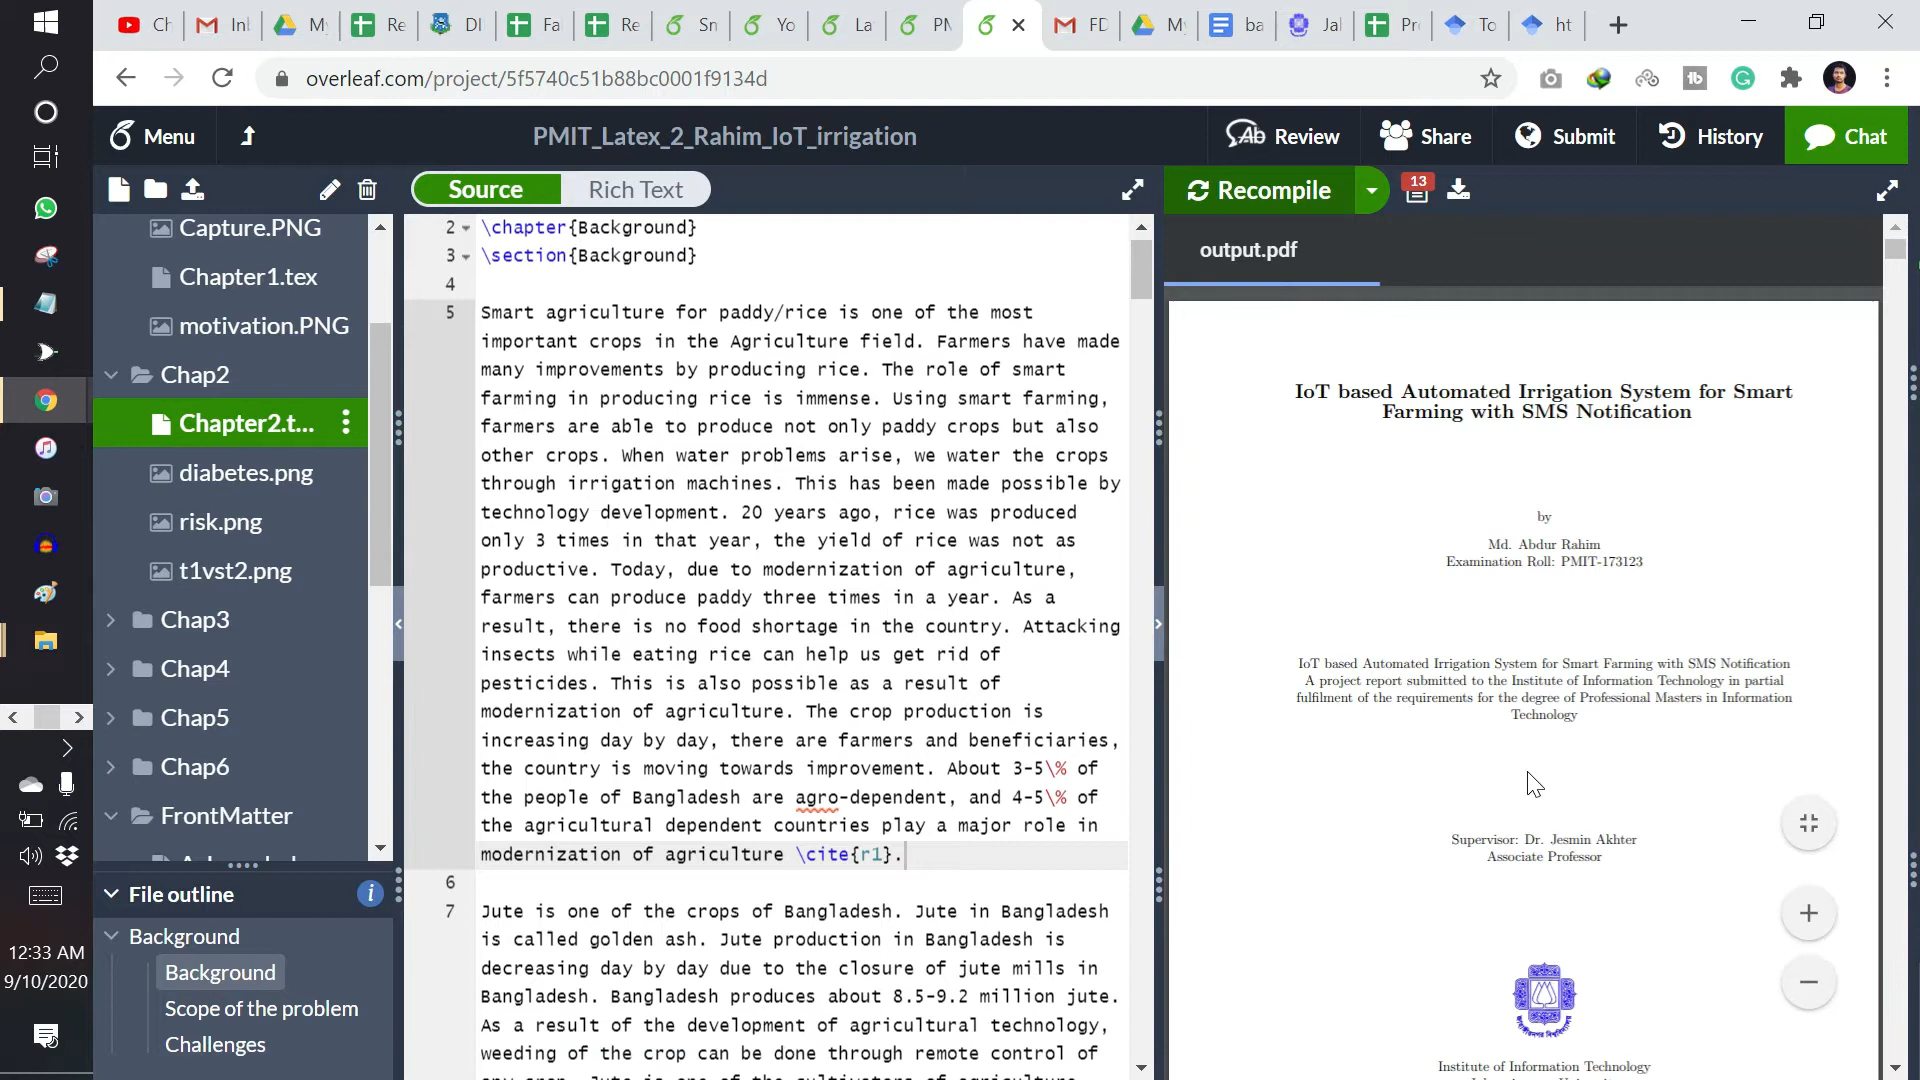 Ch
Inl
My
Re
DI
Fa
Re
Sn
Yo
La
PM
FD
My
ba
Jal
Pr
To
ht
overleaf.com/project/5f5740c51b88bc0001f9134d
Menu
PMIT_Latex_2_Rahim_IoT_irrigation
Review
Share
Submit
History
Chat
Source
Rich Text
Recompile
13
Capture.PNG
Chapter1.tex
motivation.PNG
Chap2
Chapter2.t...
diabetes.png
risk.png
t1vst2.png
Chap3
Chap4
Chap5
Chap6
FrontMatter
File outline
Background
Background
Scope of the problem
Challenges
12:33 AM
9/10/2020
2 \chapter{Background}
3 \section{Background}
4
5 Smart agriculture for paddy/rice is one of the most
important crops in the Agriculture field. Farmers have made
many improvements by producing rice. The role of smart
farming in producing rice is immense. Using smart farming,
farmers are able to produce not only paddy crops but also
other crops. When water problems arise, we water the crops
through irrigation machines. This has been made possible by
technology development. 20 years ago, rice was produced
only 3 times in that year, the yield of rice was not as
productive. Today, due to modernization of agriculture,
farmers can produce paddy three times in a year. As a
result, there is no food shortage in the country. Attacking
insects while eating rice can help us get rid of
pesticides. This is also possible as a result of
modernization of agriculture. The crop production is
increasing day by day, there are farmers and beneficiaries,
the country is moving towards improvement. About 3-5\% of
the people of Bangladesh are agro-dependent, and 4-5\% of
the agricultural dependent countries play a major role in
modernization of agriculture \cite{r1}.
6
7 Jute is one of the crops of Bangladesh. Jute in Bangladesh
is called golden ash. Jute production in Bangladesh is
decreasing day by day due to the closure of jute mills in
Bangladesh. Bangladesh produces about 8.5-9.2 million jute.
As a result of the development of agricultural technology,
weeding of the crop can be done through remote control of
output.pdf
IoT based Automated Irrigation System for Smart
Farming with SMS Notification
by
Md. Abdur Rahim
Examination Roll: PMIT-173123
IoT based Automated Irrigation System for Smart Farming with SMS Notification
A project report submitted to the Institute of Information Technology in partial
fulfilment of the requirements for the degree of Professional Masters in Information
Technology
Supervisor: Dr. Jesmin Akhter
Associate Professor
Institute of Information Technology